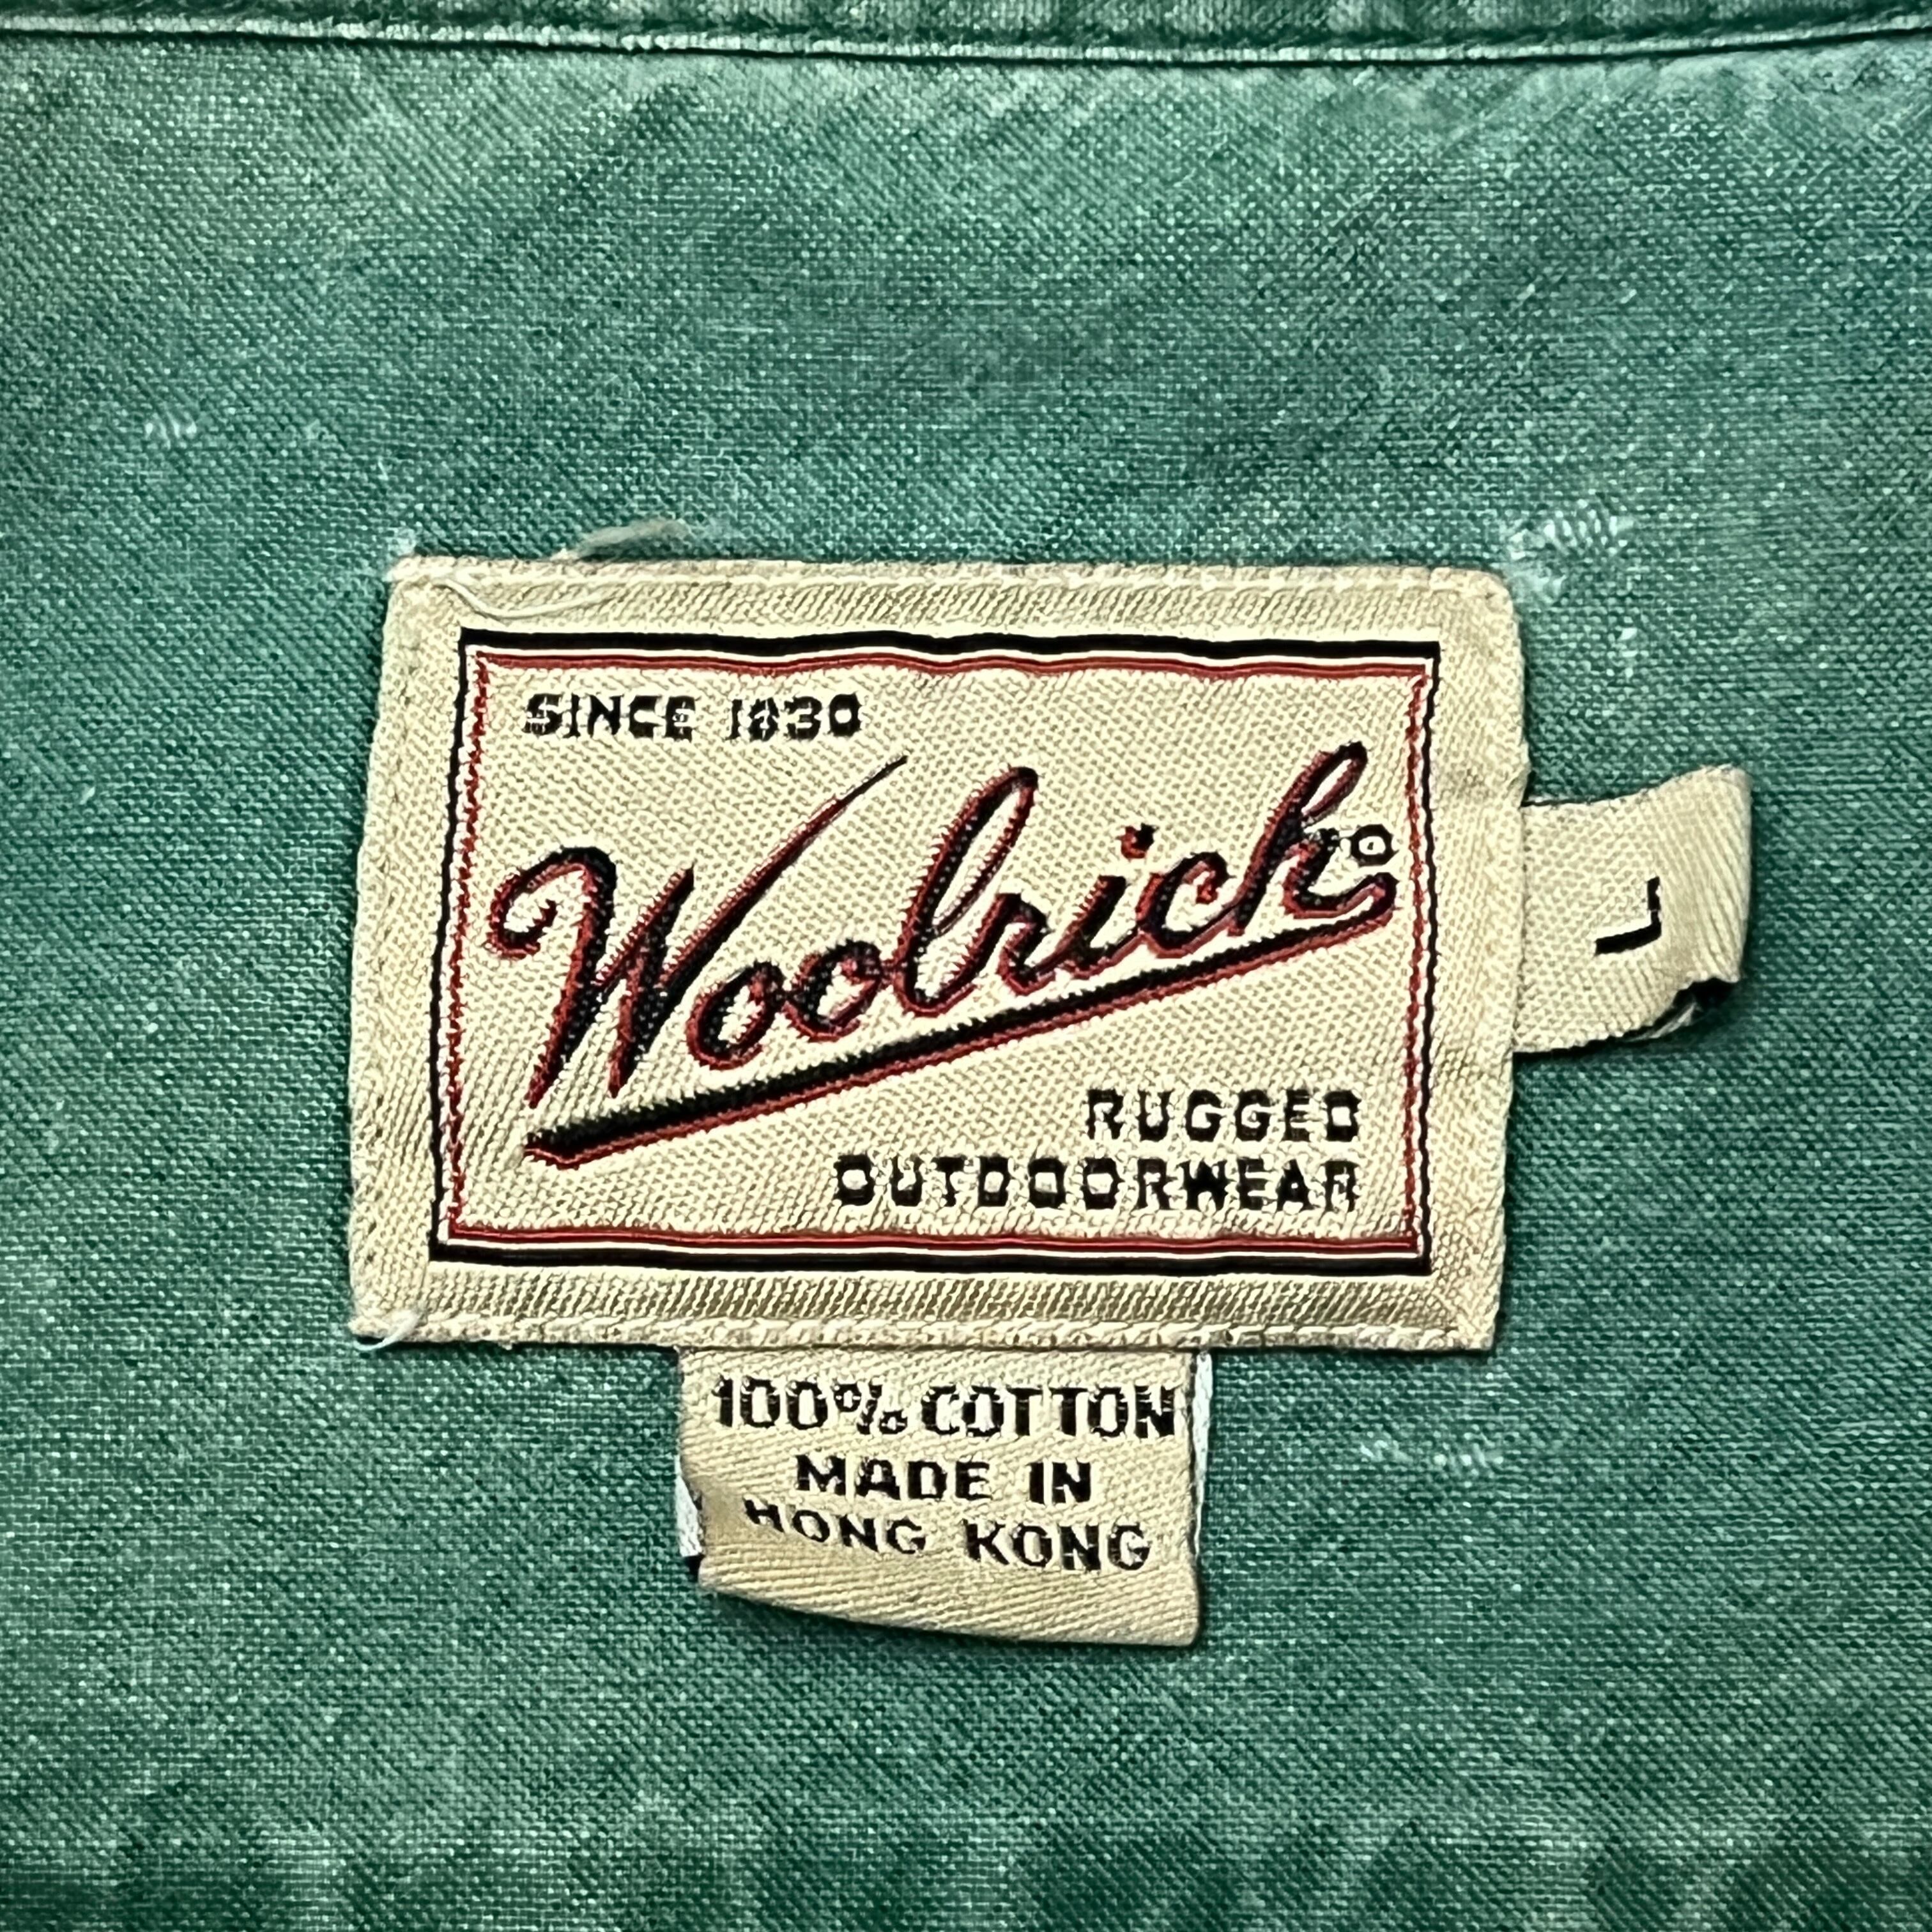 SINCE 1830
Woolrich
RUGGED
OUTDOORWEAR
L
100% COTTON
MADE IN
HONG KONG